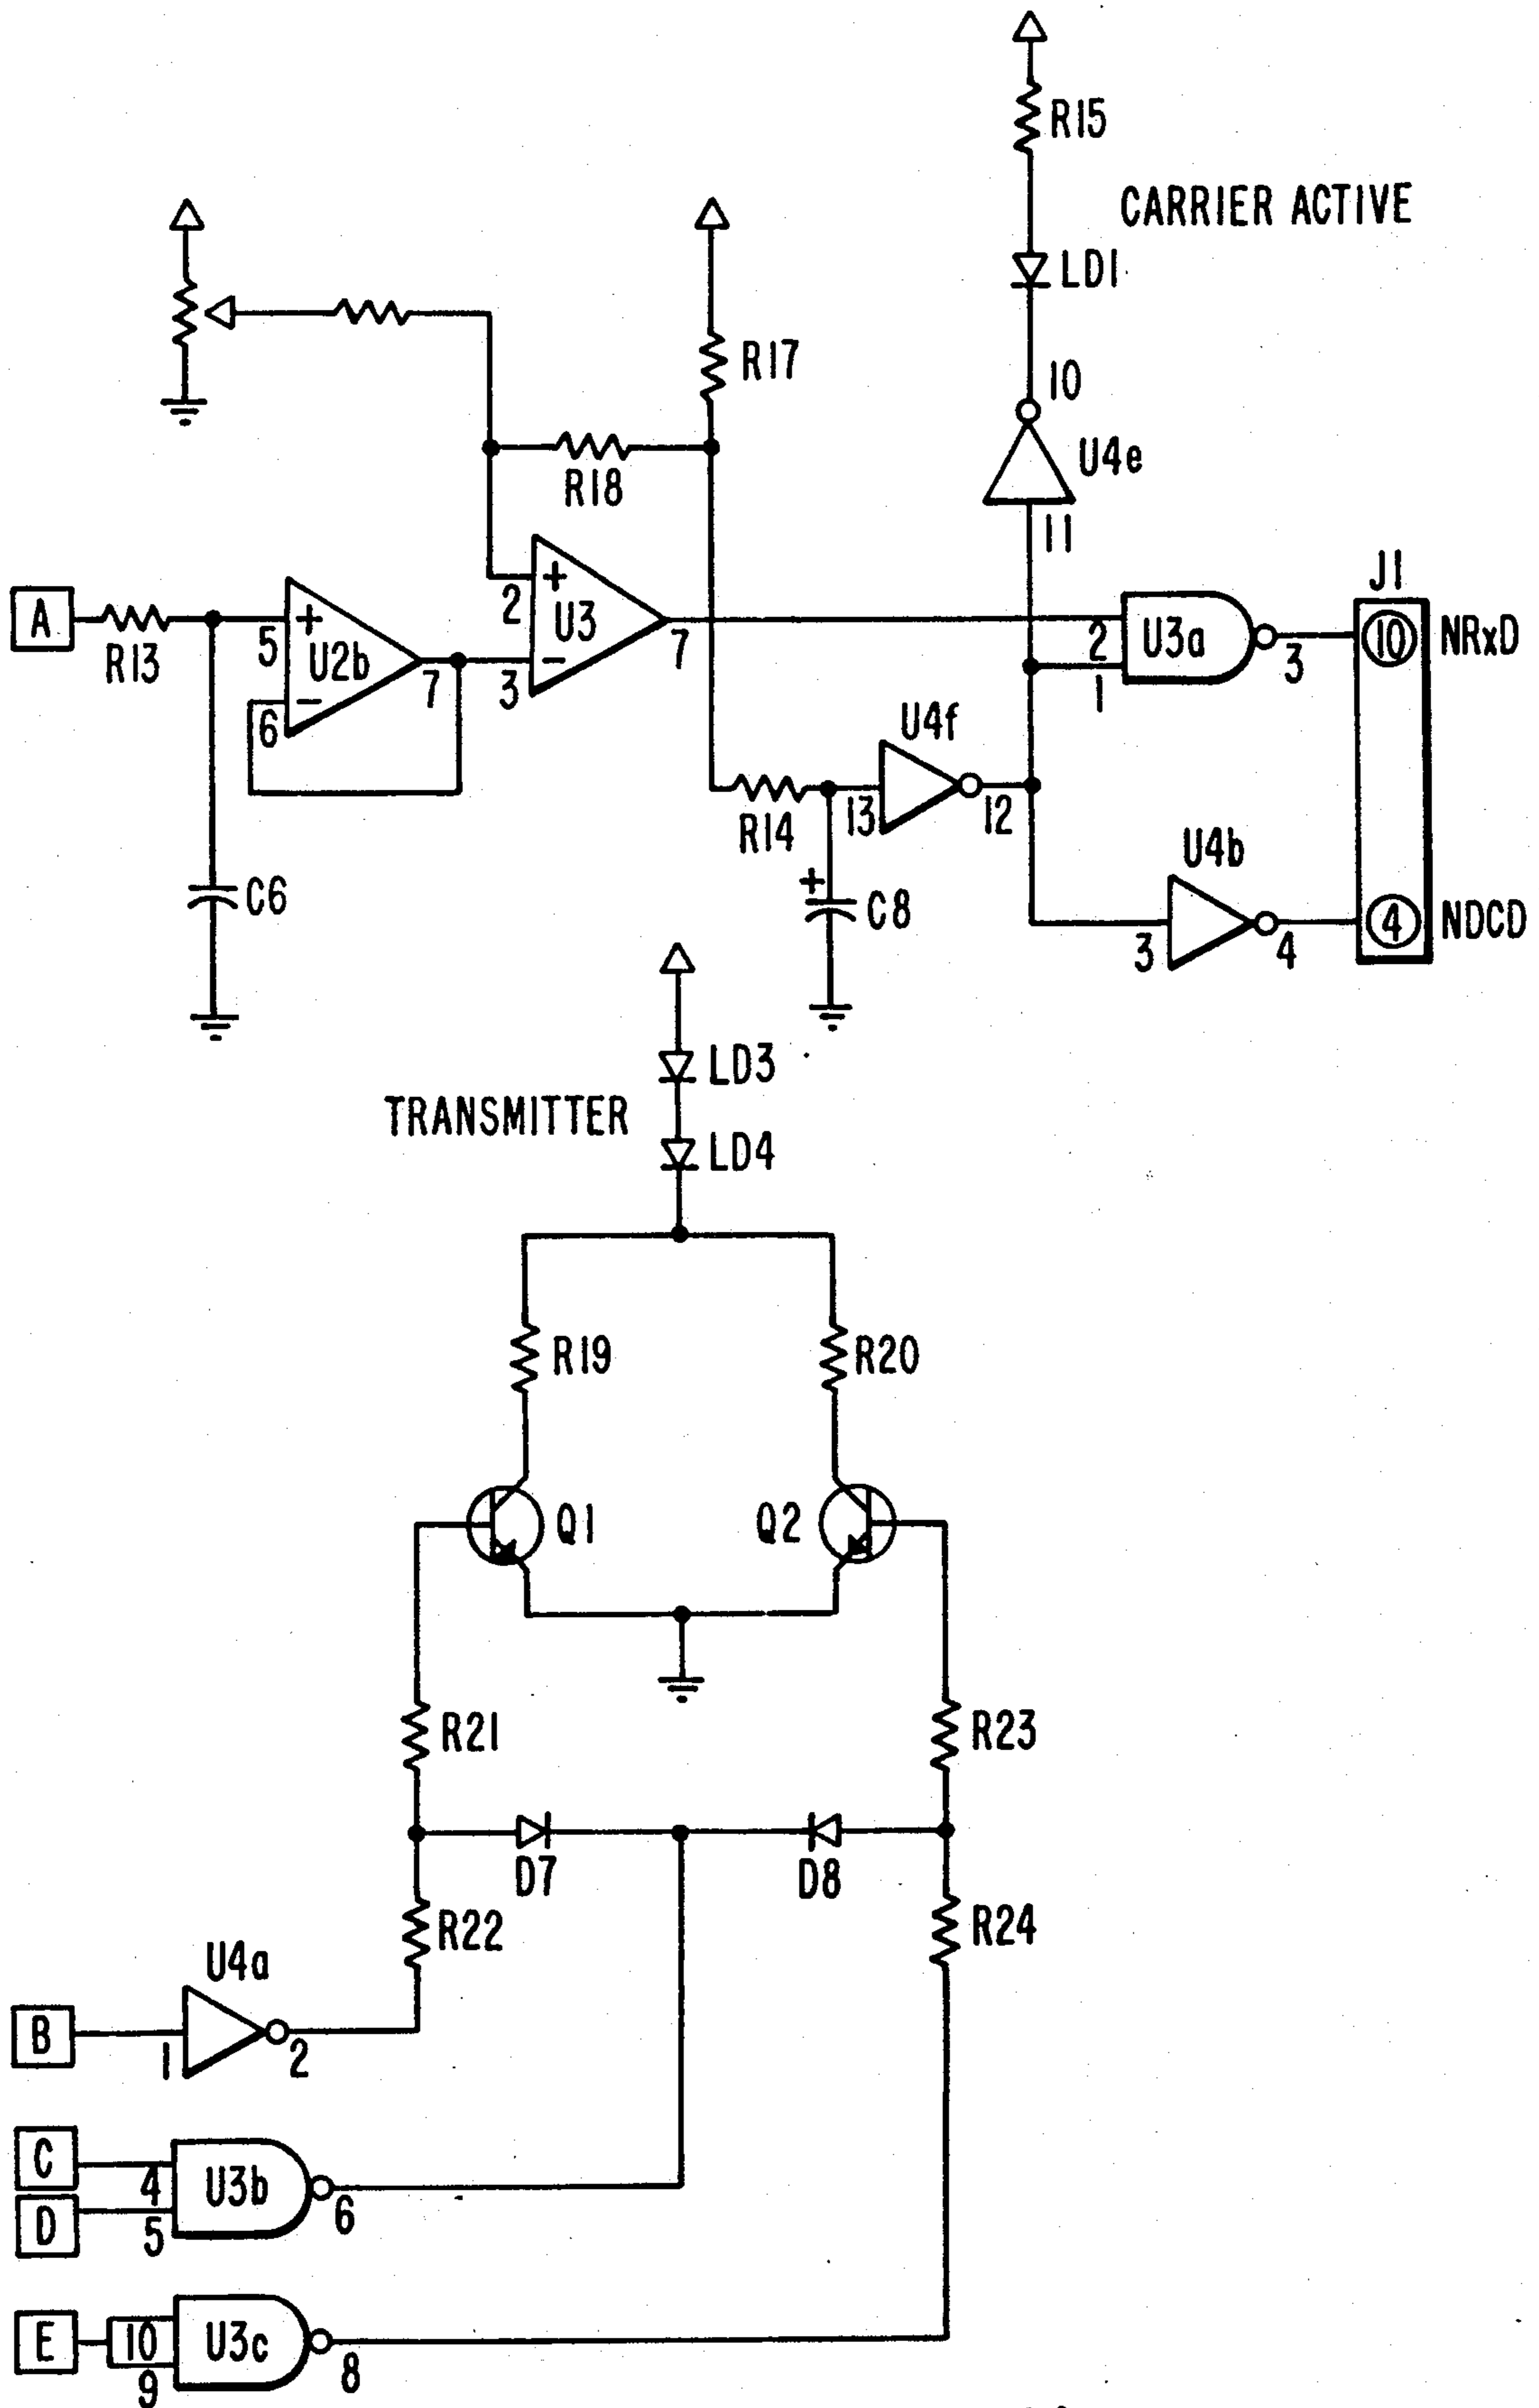 R15
CARRIER ACTIVE
LD1
R17
10
U4e
R18
11
J1
A
R13
5
+
U2b
-
6
7
2
+
U3
-
3
7
2
U3a
1
3
10
NRxD
U4f
R14
13
12
U4b
C6
+
C8
3
4
4
NDCD
LD3
TRANSMITTER
LD4
R19
R20
Q1
Q2
R21
R23
D7
D8
R22
R24
U4a
B
1
2
C
4
U3b
D
5
6
E
10
U3c
9
8